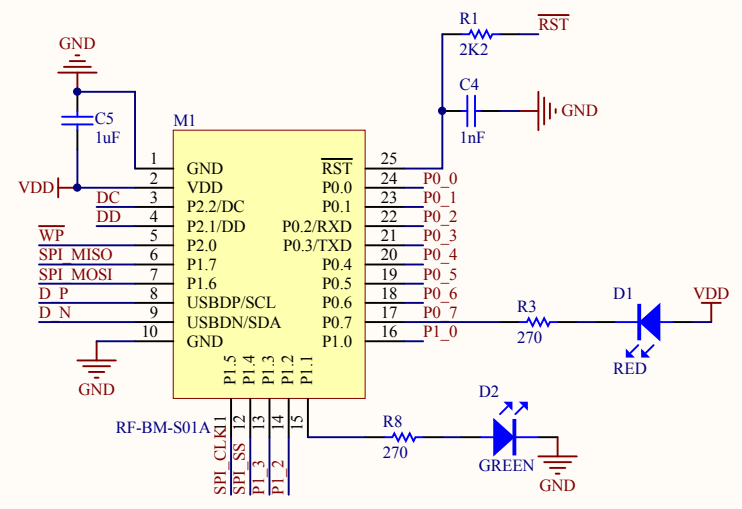 R1
RST
2K2
GND
C4
GND
1nF
C5
1uF
M1
VDD
1 GND RST 25
2 VDD P0.0 24 P0_0
DC 3 P2.2/DC P0.1 23 P0_1
DD 4 P2.1/DD P0.2/RXD 22 P0_2
WP 5 P2.0 P0.3/TXD 21 P0_3
SPI_MISO 6 P1.7 P0.4 20 P0_4
SPI_MOSI 7 P1.6 P0.5 19 P0_5
D_P 8 USBDP/SCL P0.6 18 P0_6
D_N 9 USBDN/SDA P0.7 17 P0_7
10 GND P1.0 16 P1_0
R3
270
D1
RED
VDD
GND
P1.5
P1.4
P1.3
P1.2
P1.1
RF-BM-S01A
11
12
13
14
15
SPI_CLK
SPI_SS
P1_3
P1_2
R8
270
D2
GREEN
GND